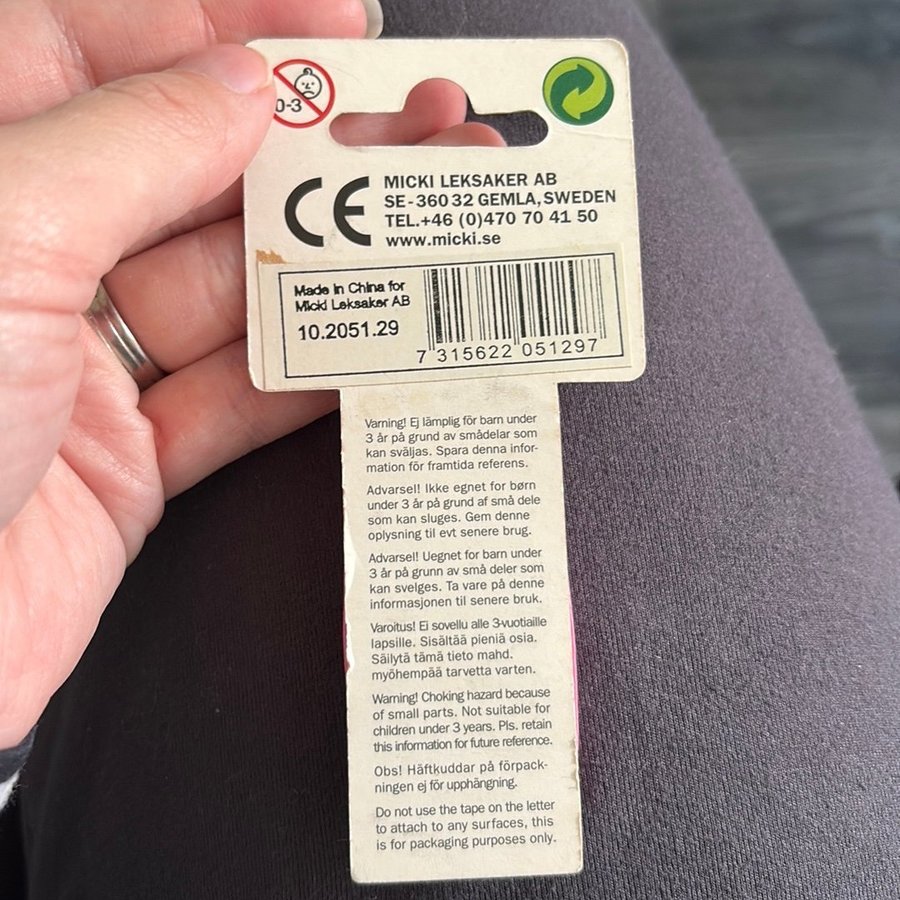 0-3
CE
MICKI LEKSAKER AB
SE-360 32 GEMLA, SWEDEN
TEL.+46 (0)470 70 41 50
www.micki.se
Made in China for
Micki Leksaker AB
10.2051.29
7 315622 051297
Varning! Ej lämplig för barn under
3 år på grund av smådelar som
kan sväljas. Spara denna infor-
mation för framtida referens.
Advarsel! Ikke egnet for børn
under 3 år på grund af små dele
som kan sluges. Gem denne
oplysning til evt senere brug.
Advarsel! Uegnet for barn under
3 år på grunn av små deler som
kan svelges. Ta vare på denne
informasjonen til senere bruk.
Varoitus! Ei sovellu alle 3-vuotiaille
lapsille. Sisältää pieniä osia.
Säilytä tämä tieto mahd.
myöhempää tarvetta varten.
Warning! Choking hazard because
of small parts. Not suitable for
children under 3 years. Pls. retain
this information for future reference.
Obs! Häftkuddar på förpack-
ningen ej för upphängning.
Do not use the tape on the letter
to attach to any surfaces, this
is for packaging purposes only.